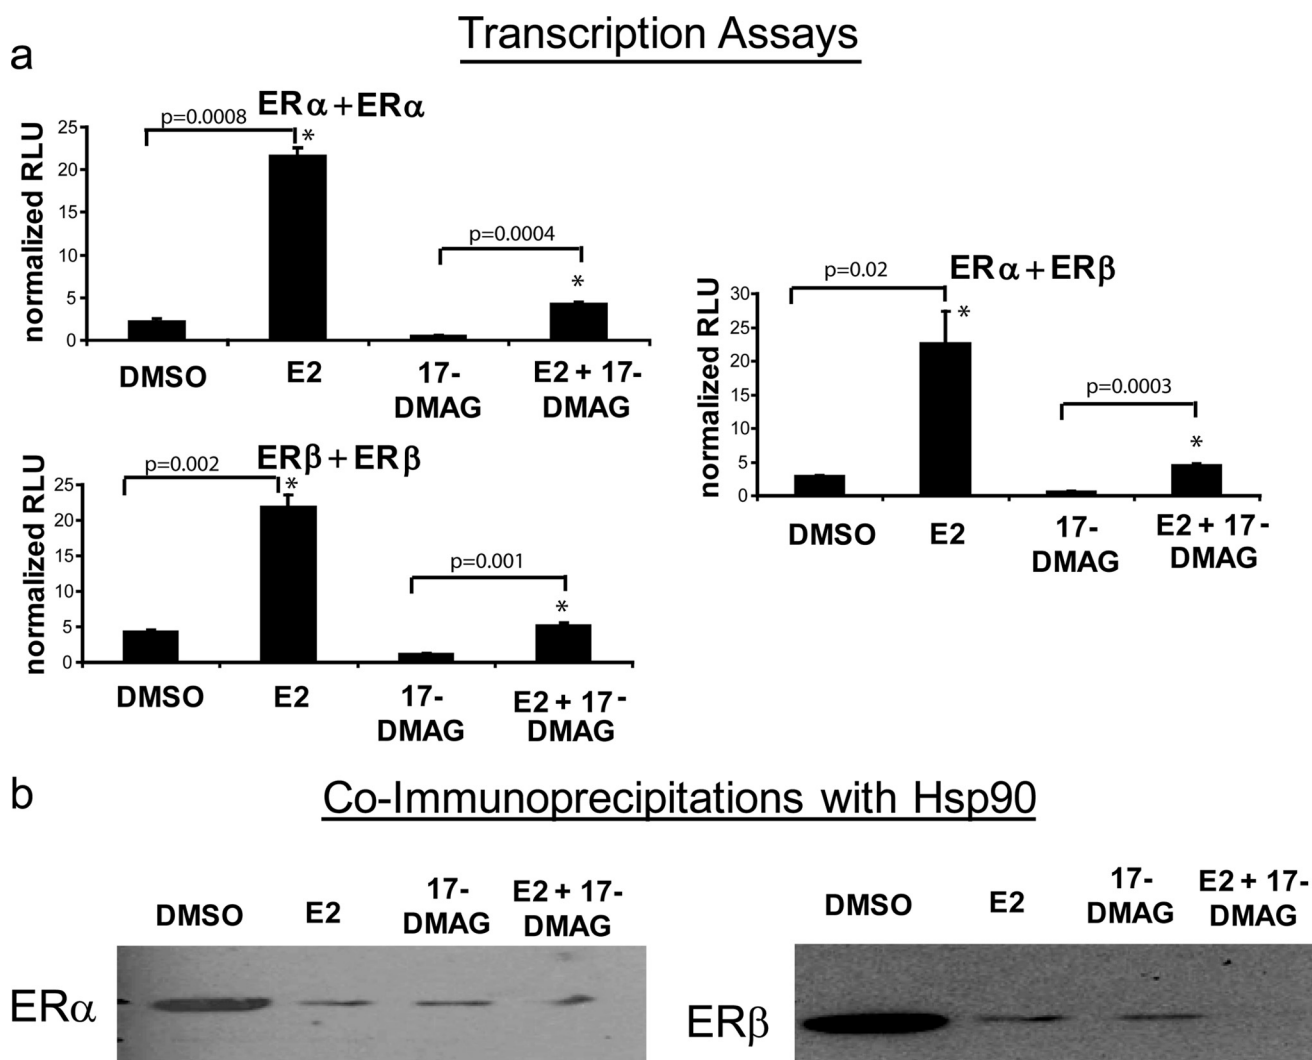 a
Transcription Assays
ERα+ERα
p=0.0008
*
p=0.0004
*
normalized RLU
25
20
15
10
5
0
DMSO
E2
17-
DMAG
E2 + 17-
DMAG
ERα+ERβ
p=0.02
*
p=0.0003
*
normalized RLU
30
25
20
15
10
5
0
DMSO
E2
17-
DMAG
E2 + 17-
DMAG
ERβ+ERβ
p=0.002
*
p=0.001
*
normalized RLU
25
20
15
10
5
0
DMSO
E2
17-
DMAG
E2 + 17-
DMAG
b
Co-Immunoprecipitations with Hsp90
DMSO
E2
17-
DMAG
E2 + 17-
DMAG
ERα
DMSO
E2
17-
DMAG
E2 + 17-
DMAG
ERβ